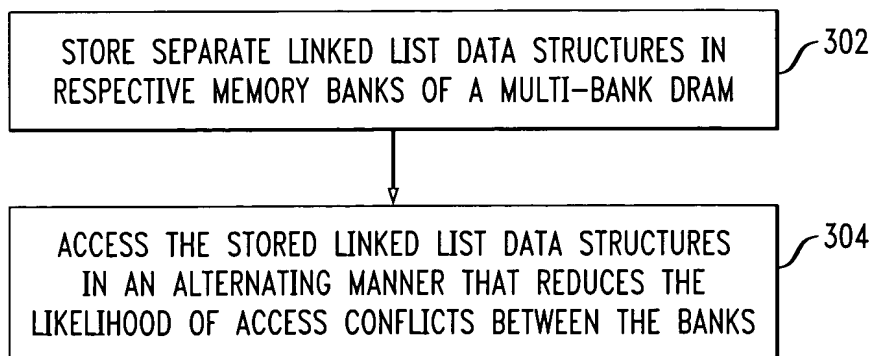 STORE SEPARATE LINKED LIST DATA STRUCTURES IN
RESPECTIVE MEMORY BANKS OF A MULTI-BANK DRAM
302
ACCESS THE STORED LINKED LIST DATA STRUCTURES
IN AN ALTERNATING MANNER THAT REDUCES THE
LIKELIHOOD OF ACCESS CONFLICTS BETWEEN THE BANKS
304